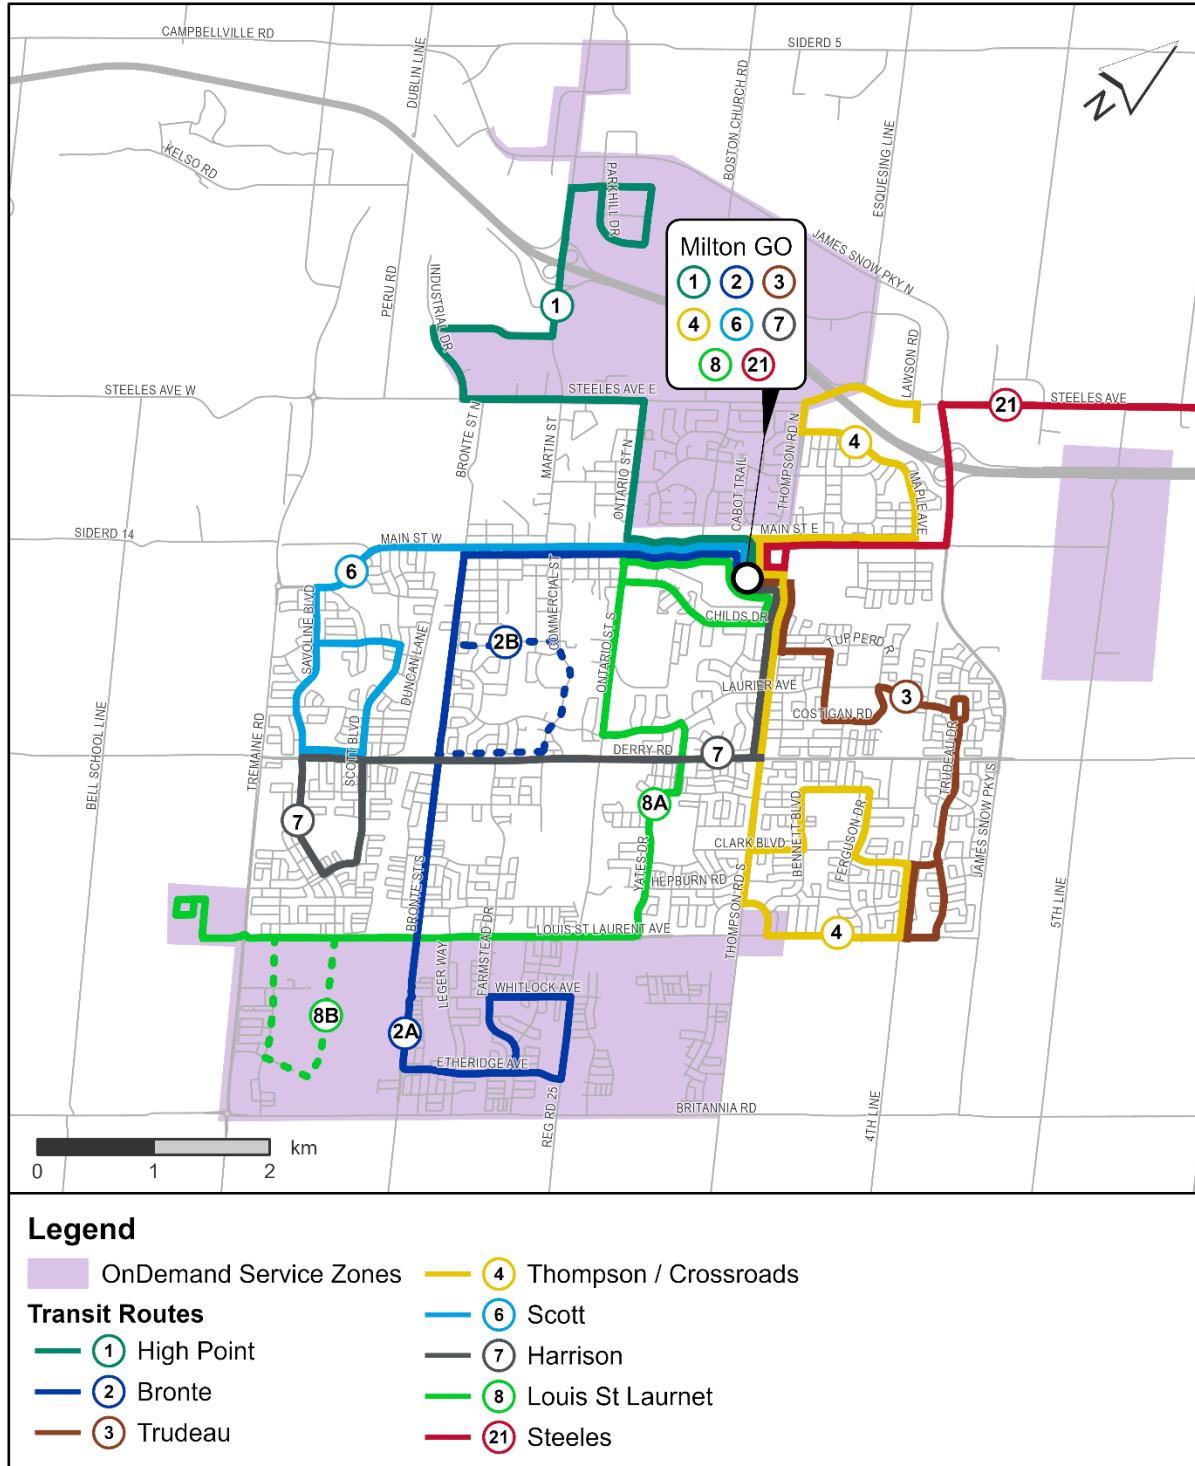 CAMPBELLVILLE RD
SIDERD 5
DUBLIN LINE
BOSTON CHURCH RD
N
KELSO RD
PARKHILL DR
ESQUESING LINE
JAMES SNOW PKY N
Milton GO
1 2 3
4 6 7
8 21
PERU RD
INDUSTRIAL DR
1
LAWSON RD
STEELES AVE W
STEELES AVE E
21
STEELES AVE
BRONTE ST N
MARTIN ST
ONTARIO ST N
CABOT TRAIL
THOMPSON RD N
4
MAPLE AVE
SIDERD 14
MAIN ST W
MAIN ST E
6
COMMERCIAL ST
SAVOLINE BLVD
DUNCAN LANE
2B
ONTARIO ST S
CHILDS DR
TUPPER DR
LAURIER AVE
3
COSTIGAN RD
BELL SCHOOL LINE
TREMAINE RD
SCOTT BLVD
DERRY RD
7
TRUDEAU DR
JAMES SNOW PKY S
7
8A
BENNETT BLVD
FERGUSON DR
CLARK BLVD
YATES DR
HEPBURN RD
BRONTE ST S
THOMPSON RD S
5TH LINE
LOUIS ST LAURENT AVE
4
LEGER WAY
FARMSTEAD DR
WHITLOCK AVE
8B
2A
ETHERIDGE AVE
REG RD 25
BRITANNIA RD
4TH LINE
km
0 1 2
Legend
OnDemand Service Zones
Transit Routes
1 High Point
2 Bronte
3 Trudeau
4 Thompson / Crossroads
6 Scott
7 Harrison
8 Louis St Laurnet
21 Steeles